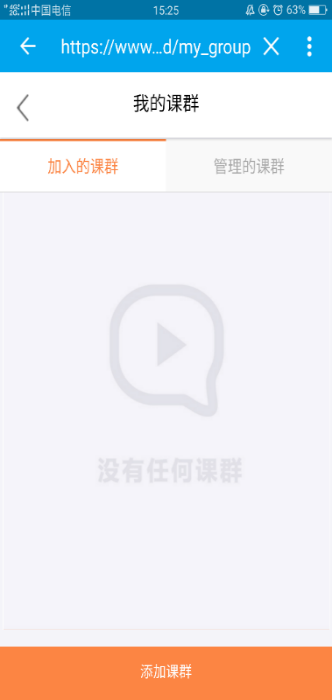 中国电信 15:25 63%
https://www...d/my_group
我的课群
加入的课群 管理的课群
没有任何课群
添加课群